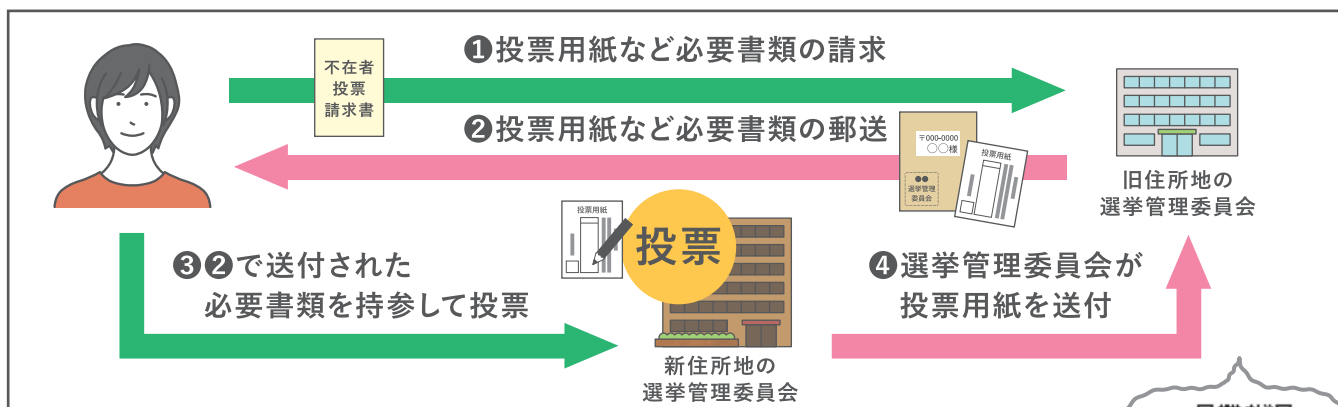 ❶投票用紙など必要書類の請求
不在者
投票
請求書
❷投票用紙など必要書類の郵送
〒000-0000
○○様
●●
選挙管理
委員会
投票用紙
旧住所地の
選挙管理委員会
❸❷で送付された
必要書類を持参して投票
投票用紙
投票
新住所地の
選挙管理委員会
❹選挙管理委員会が
投票用紙を送付